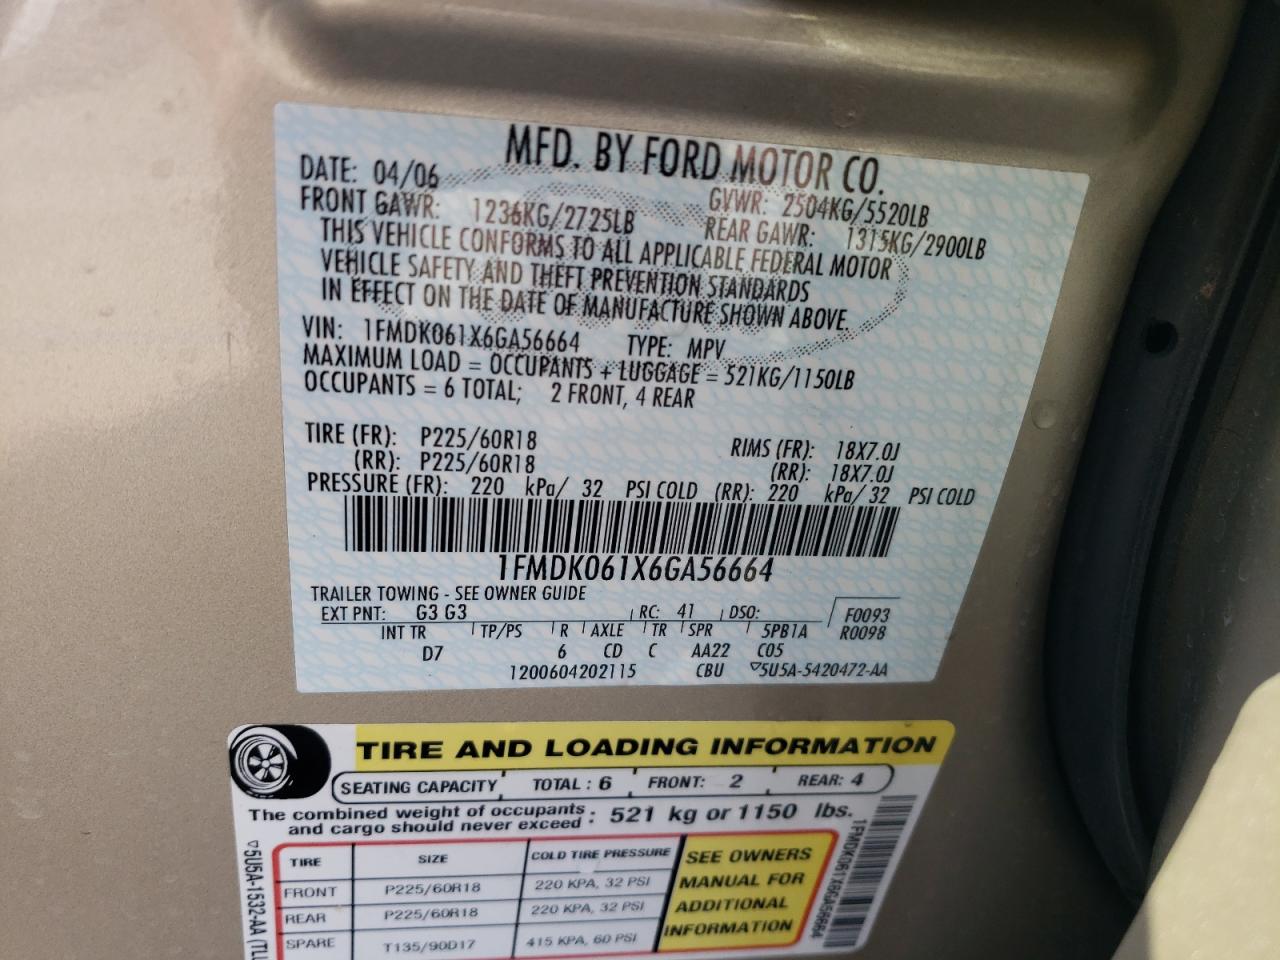 MFD. BY FORD MOTOR CO.
DATE: 04/06 GVWR: 2504KG/5520LB
FRONT GAWR: 1236KG/2725LB REAR GAWR: 1315KG/2900LB
THIS VEHICLE CONFORMS TO ALL APPLICABLE FEDERAL MOTOR
VEHICLE SAFETY AND THEFT PREVENTION STANDARDS
IN EFFECT ON THE DATE OF MANUFACTURE SHOWN ABOVE.
VIN: 1FMDK061X6GA56664 TYPE: MPV
MAXIMUM LOAD = OCCUPANTS + LUGGAGE = 521KG/1150LB
OCCUPANTS = 6 TOTAL; 2 FRONT, 4 REAR
TIRE (FR): P225/60R18 RIMS (FR): 18X7.0J
(RR): P225/60R18 (RR): 18X7.0J
PRESSURE (FR): 220 kPa/ 32 PSI COLD (RR): 220 kPa/ 32 PSI COLD
1FMDK061X6GA56664
TRAILER TOWING - SEE OWNER GUIDE
EXT PNT: G3 G3 RC: 41 DSO: F0093
INT TR TP/PS R AXLE TR SPR 5PB1A R0098
D7 6 CD C AA22 C05
1200604202115 CBU 5U5A-5420472-AA
TIRE AND LOADING INFORMATION
SEATING CAPACITY TOTAL : 6 FRONT: 2 REAR: 4
The combined weight of occupants
and cargo should never exceed : 521 kg or 1150 lbs.
TIRE SIZE COLD TIRE PRESSURE
FRONT P225/60R18 220 KPA, 32 PSI
REAR P225/60R18 220 KPA, 32 PSI
SPARE T135/90D17 415 KPA, 60 PSI
SEE OWNERS
MANUAL FOR
ADDITIONAL
INFORMATION
1FMDK061X6GA56664
5U5A-1532-AA